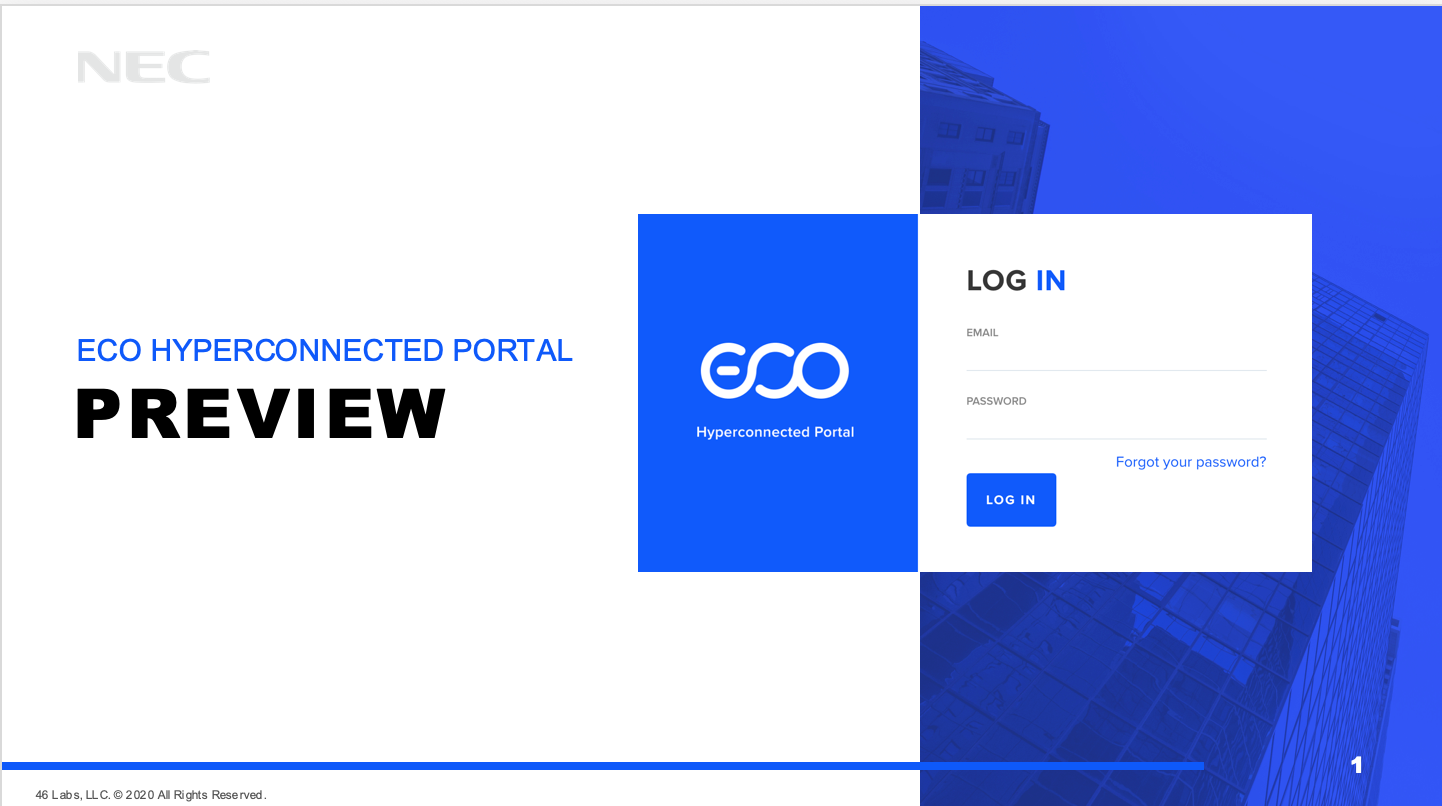 NEC
ECO HYPERCONNECTED PORTAL
PREVIEW
eco
Hyperconnected Portal
LOG IN
EMAIL
PASSWORD
Forgot your password?
LOG IN
1
46 Labs, LLC. © 2020 All Rights Reserved.